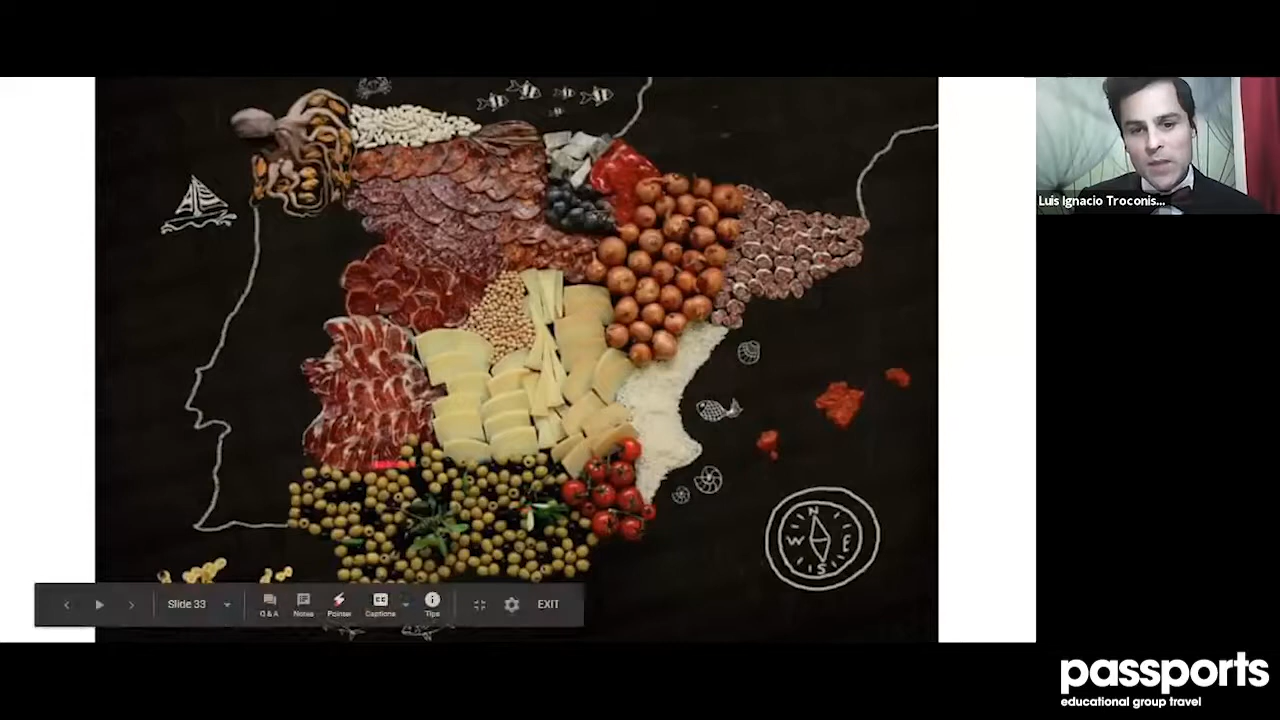 Luis Ignacio Troconis...
N
W
E
S
Slide 33
Q & A
Notes
Pointer
Captions
Tips
EXIT
passports
educational group travel